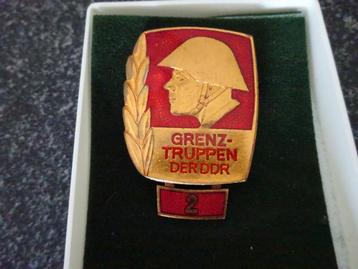 GRENZ-
TRUPPEN
DER DDR
2